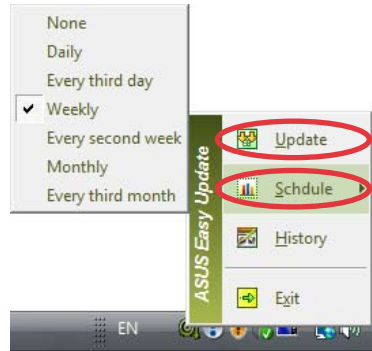 None
Daily
Every third day
Weekly
Every second week
Monthly
Every third month
ASUS Easy Update
Update
Schdule
History
Exit
EN